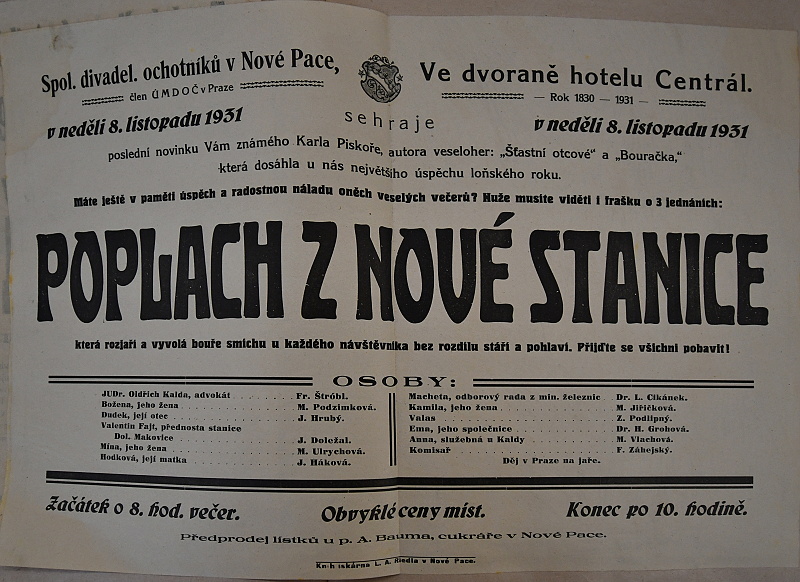 Spol. divadel. ochotníků v Nové Pace,
člen ÚMDOČ v Praze
Ve dvoraně hotelu Centrál.
— Rok 1830 — 1931 —
v neděli 8. listopadu 1931
sehraje
v neděli 8. listopadu 1931
poslední novinku Vám známého Karla Piskoře, autora veseloher: „Šťastní otcové" a „Bouračka,"
která dosáhla u nás největšího úspěchu loňského roku.
Máte ještě v paměti úspěch a radostnou náladu oněch veselých večerů? Nuže musíte viděti i frašku o 3 jednáních:
POPLACH Z NOVÉ STANICE
která rozjaří a vyvolá bouře smíchu u každého návštěvníka bez rozdílu stáří a pohlaví. Přijďte se všichni pobavit!
OSOBY:
JUDr. Oldřich Kalda, advokát . . . . . . Fr. Štróbl.
Božena, jeho žena . . . . . . M. Podzimková.
Dudek, její otec . . . . . . J. Hrubý.
Valentin Fajt, přednosta stanice
Dol. Makovice . . . . . . J. Doležal.
Mína, jeho žena . . . . . . M. Ulrychová.
Hodková, její matka . . . . . . J. Háková.
Macheta, odborový rada z min. železnic . Dr. L. Cikánek.
Kamila, jeho žena . . . . . . M. Jiřičková.
Valas . . . . . . Z. Podlipný.
Ema, jeho společnice . . . . . . Dr. H. Grohová.
Anna, služebná u Kaldy . . . . . . M. Vlachová.
Komisař . . . . . . F. Záhejský.
Děj v Praze na jaře.
Začátek o 8. hod. večer.
Obvyklé ceny míst.
Konec po 10. hodině.
Předprodej lístků u p. A. Bauma, cukráře v Nové Pace.
Knihtiskárna L. A. Riedla v Nové Pace.